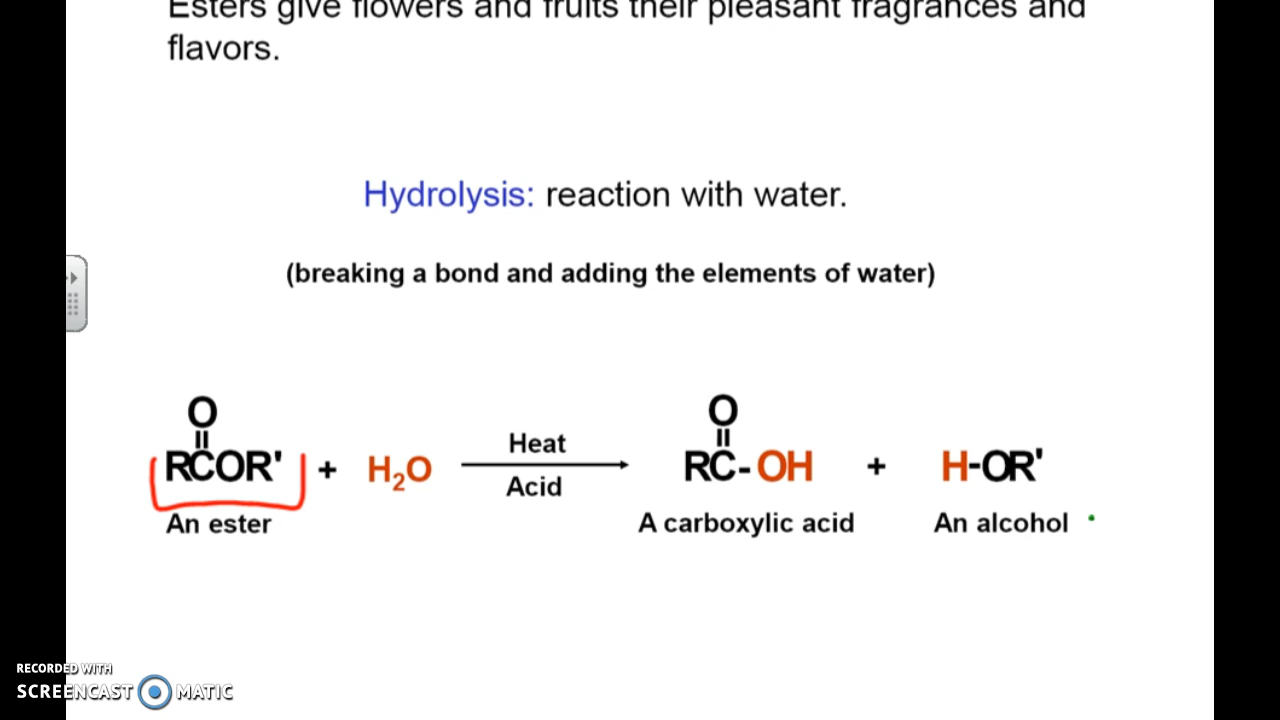 Esters give flowers and fruits their pleasant fragrances and
flavors.
Hydrolysis: reaction with water.
(breaking a bond and adding the elements of water)
O
||
RCOR' + H₂O
Heat
Acid
O
||
RC-OH + H-OR'
An ester
A carboxylic acid
An alcohol
RECORDED WITH
SCREENCAST MATIC